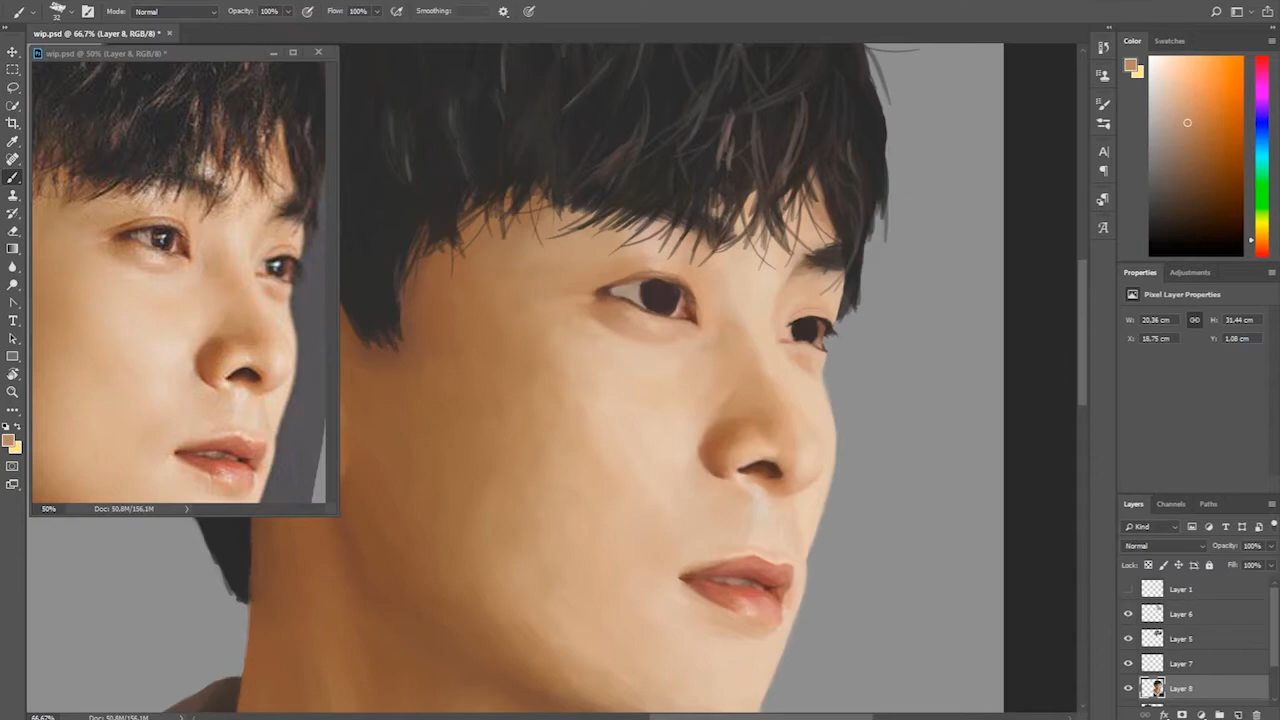 32 Mode: Normal Opacity: 100% Flow: 100% Smoothing:
wip.psd @ 66,7% (Layer 8, RGB/8) *
wip.psd @ 50% (Layer 8, RGB/8) *
50% Doc: 50,8M/156,1M
66,67% Doc: 50,8M/156,1M
Color Swatches
Properties Adjustments
Pixel Layer Properties
W: 20,36 cm H: 31,44 cm
X: 18,75 cm Y: 1,08 cm
Layers Channels Paths
Kind
Normal Opacity: 100%
Lock: Fill: 100%
Layer 1
Layer 6
Layer 5
Layer 7
Layer 8